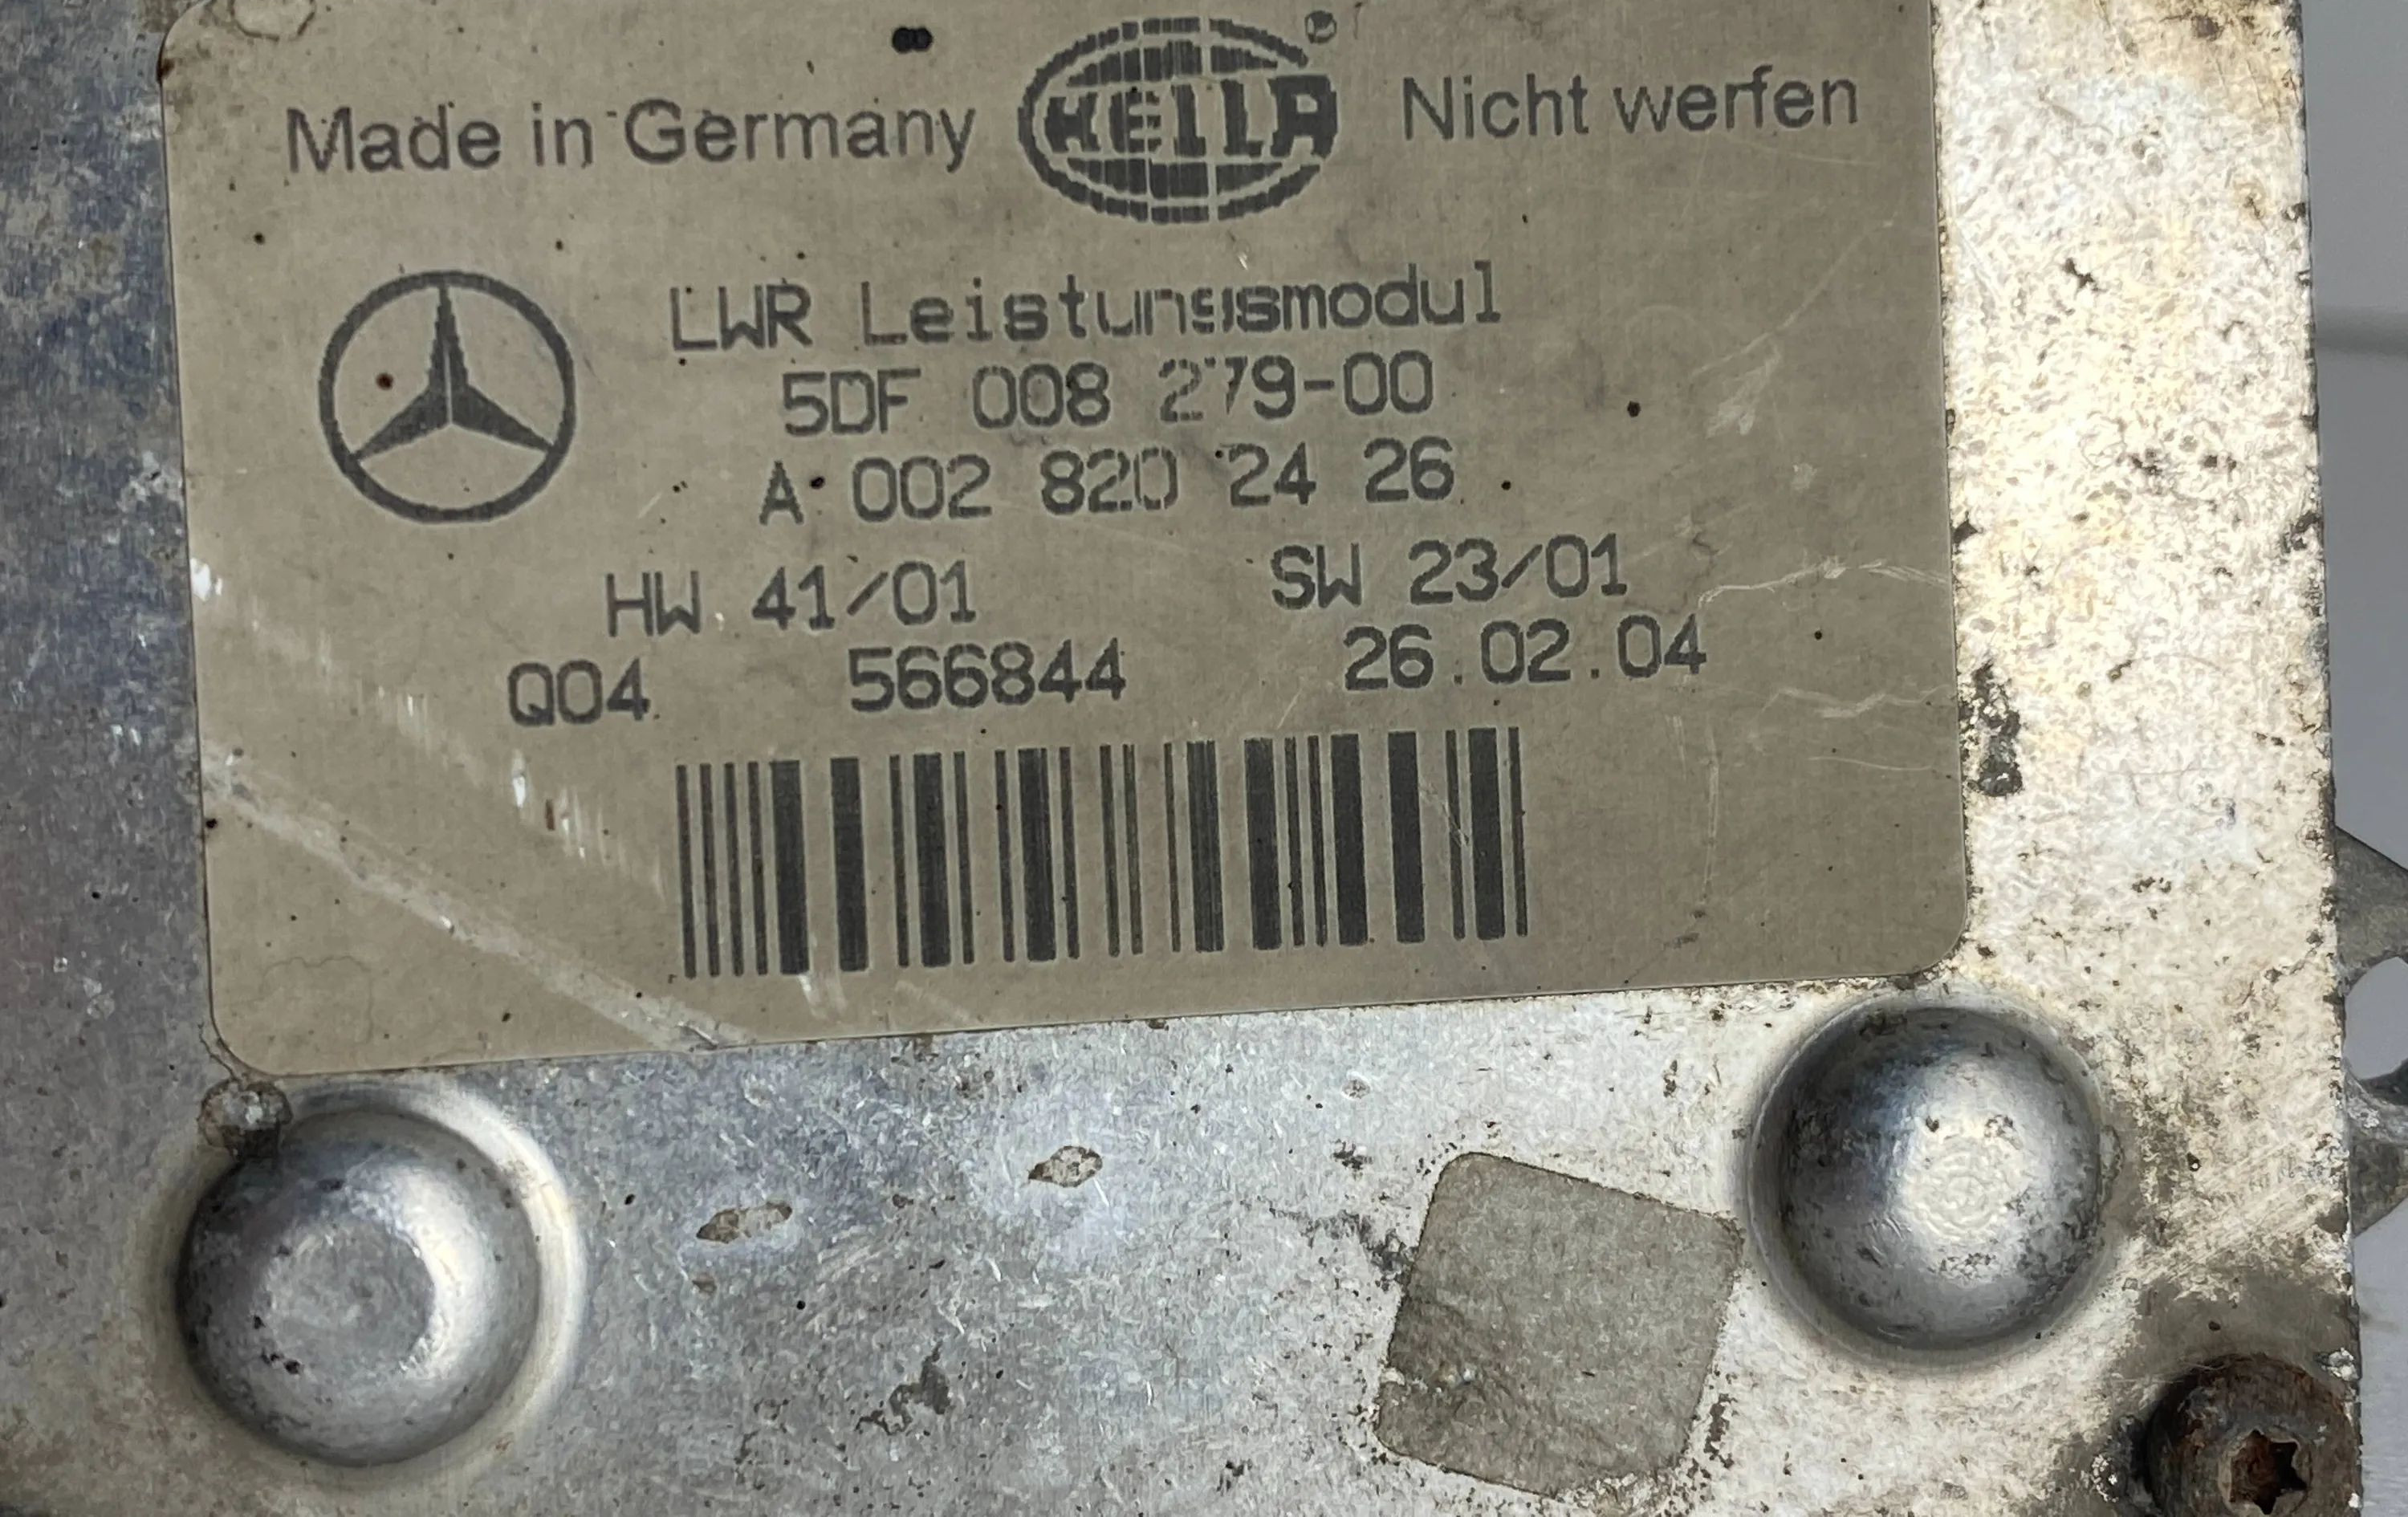 Made in Germany HELLA® Nicht werfen
LWR Leistungsmodul
5DF 008 279-00
A 002 820 24 26
HW 41/01 SW 23/01
Q04 566844 26.02.04